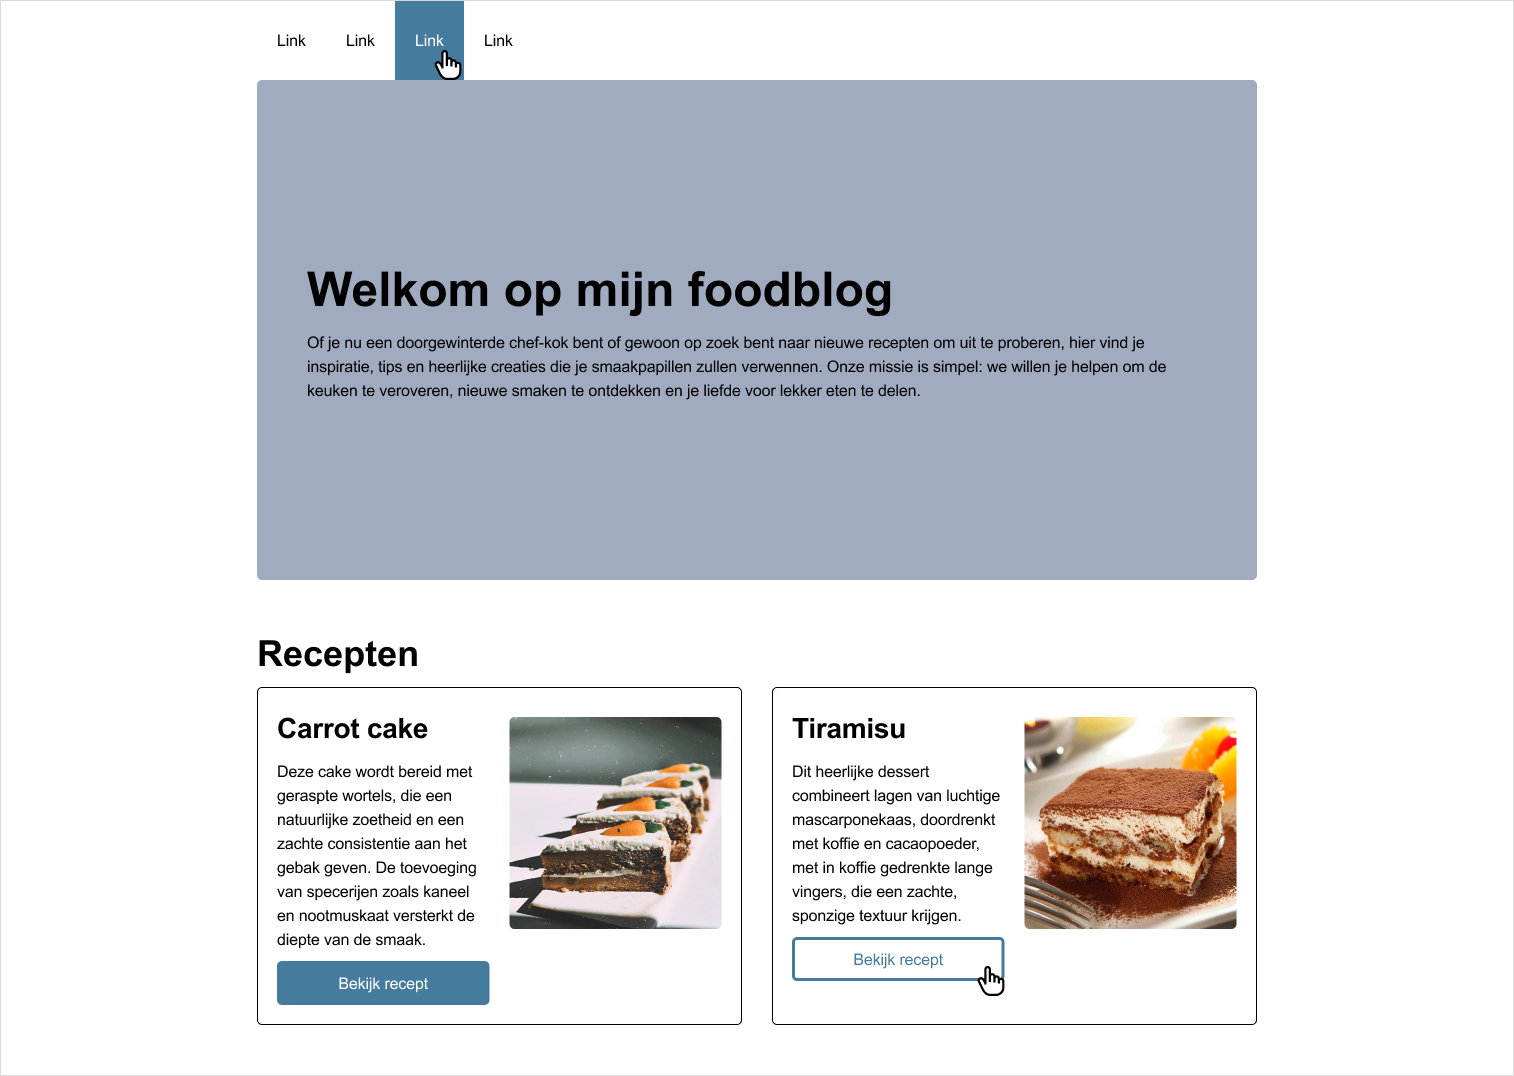 Link Link Link Link
Welkom op mijn foodblog
Of je nu een doorgewinterde chef-kok bent of gewoon op zoek bent naar nieuwe recepten om uit te proberen, hier vind je
inspiratie, tips en heerlijke creaties die je smaakpapillen zullen verwennen. Onze missie is simpel: we willen je helpen om de
keuken te veroveren, nieuwe smaken te ontdekken en je liefde voor lekker eten te delen.
Recepten
Carrot cake
Deze cake wordt bereid met
geraspte wortels, die een
natuurlijke zoetheid en een
zachte consistentie aan het
gebak geven. De toevoeging
van specerijen zoals kaneel
en nootmuskaat versterkt de
diepte van de smaak.
Bekijk recept
Tiramisu
Dit heerlijke dessert
combineert lagen van luchtige
mascarponekaas, doordrenkt
met koffie en cacaopoeder,
met in koffie gedrenkte lange
vingers, die een zachte,
sponzige textuur krijgen.
Bekijk recept